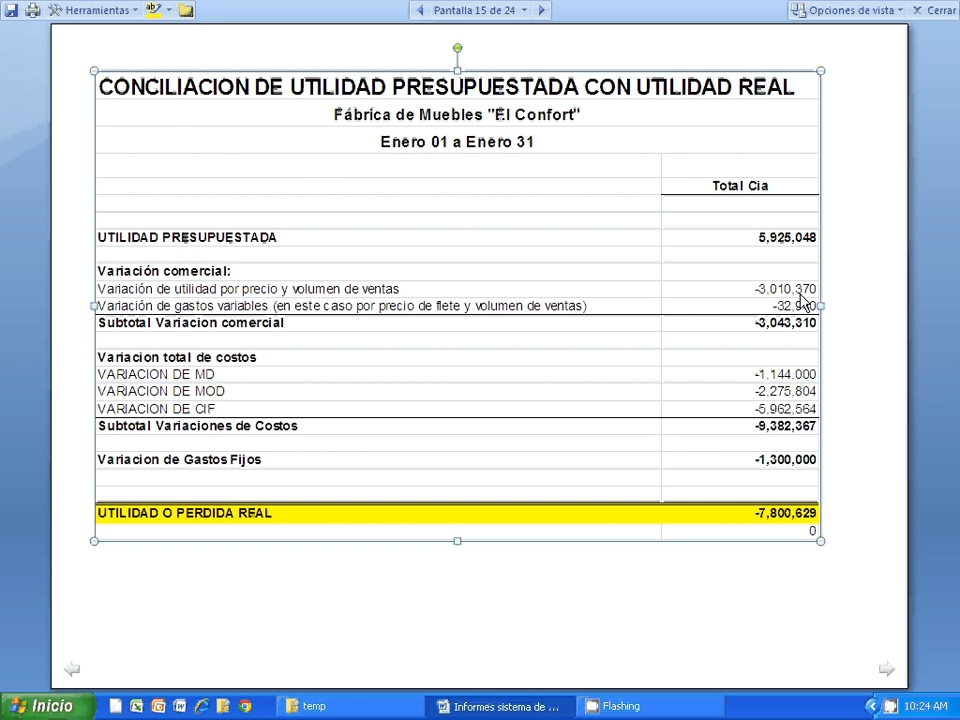 Herramientas
Pantalla 15 de 24
Opciones de vista
Cerrar
CONCILIACION DE UTILIDAD PRESUPUESTADA CON UTILIDAD REAL
Fábrica de Muebles "El Confort"
Enero 01 a Enero 31
Total Cia
UTILIDAD PRESUPUESTADA 5,925,048
Variación comercial:
Variación de utilidad por precio y volumen de ventas -3,010,370
Variación de gastos variables (en este caso por precio de flete y volumen de ventas)
Subtotal Variacion comercial -3,043,310
Variacion total de costos
VARIACION DE MD -1,144,000
VARIACION DE MOD -2,275,804
VARIACION DE CIF -5,962,564
Subtotal Variaciones de Costos -9,382,367
Variacion de Gastos Fijos -1,300,000
UTILIDAD O PERDIDA REAL -7,800,629
0
Inicio
temp
Informes sistema de ...
Flashing
10:24 AM